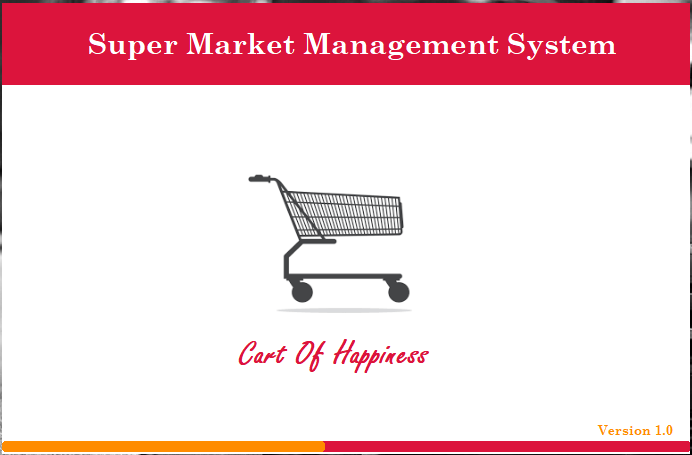 Super Market Management System
Cart Of Happiness
Version 1.0